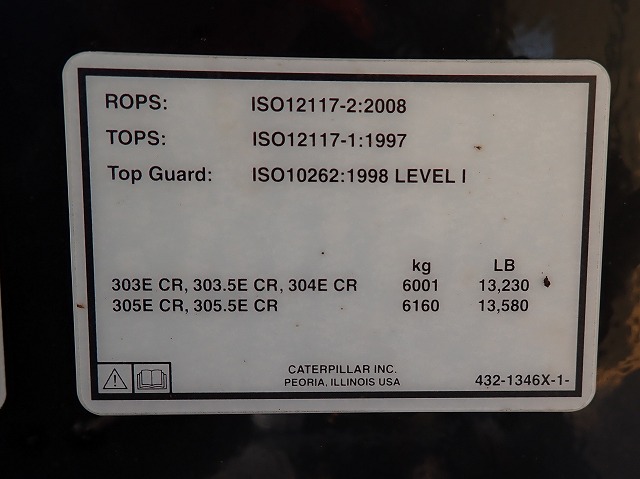 ROPS: ISO12117-2:2008
TOPS: ISO12117-1:1997
Top Guard: ISO10262:1998 LEVEL I
kg LB
303E CR, 303.5E CR, 304E CR 6001 13,230
305E CR, 305.5E CR 6160 13,580
CATERPILLAR INC.
PEORIA, ILLINOIS USA 432-1346X-1-